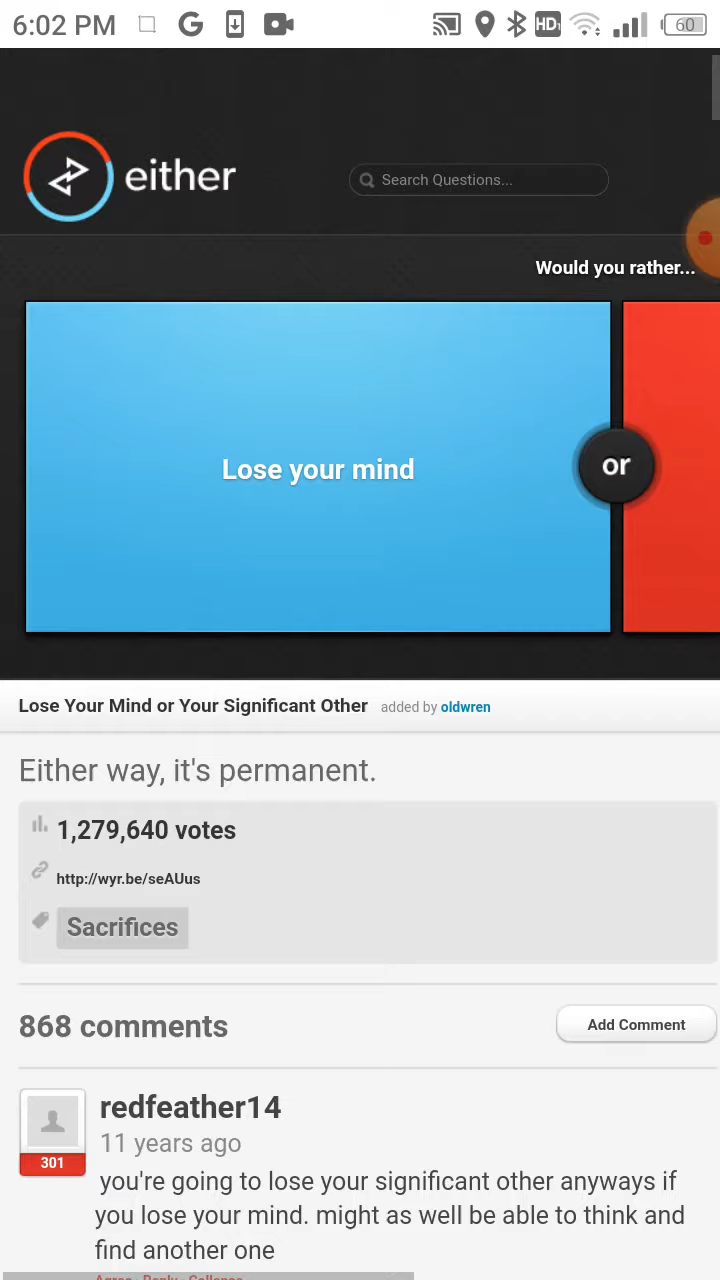 6:02 PM
HD
60
either
Search Questions...
Would you rather...
Lose your mind
or
Lose Your Mind or Your Significant Other added by oldwren
Either way, it's permanent.
1,279,640 votes
http://wyr.be/seAUus
Sacrifices
868 comments
Add Comment
redfeather14
11 years ago
301
you're going to lose your significant other anyways if
you lose your mind. might as well be able to think and
find another one